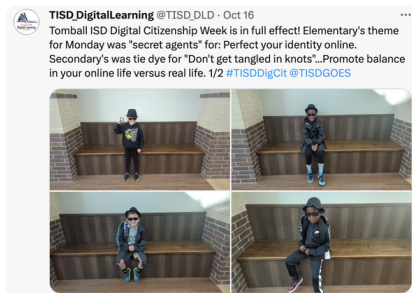 TISD_DigitalLearning @TISD_DLD · Oct 16
Tomball ISD Digital Citizenship Week is in full effect! Elementary's theme
for Monday was "secret agents" for: Perfect your identity online.
Secondary's was tie dye for "Don't get tangled in knots"...Promote balance
in your online life versus real life. 1/2 #TISDDigCit @TISDGOES